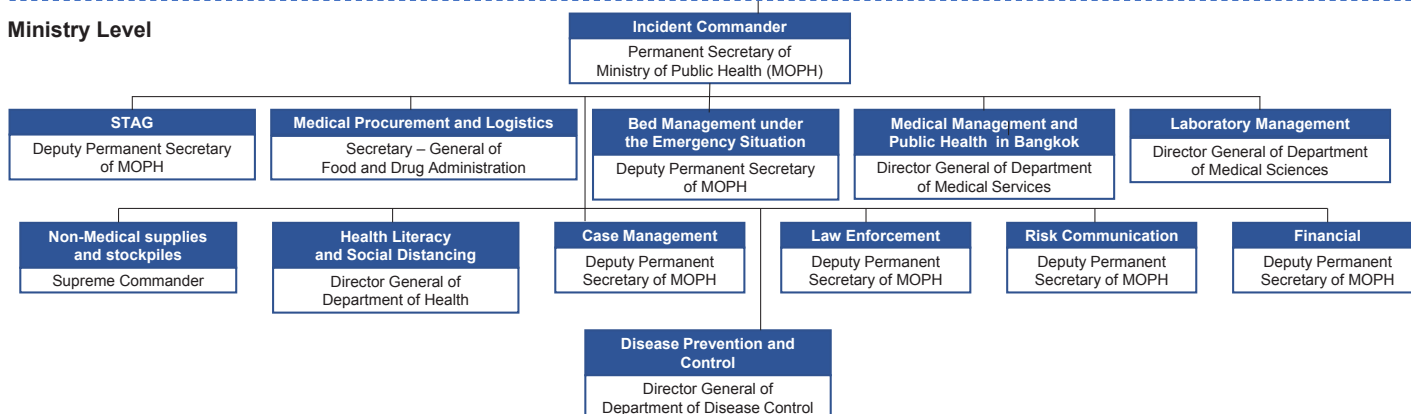 Ministry Level
Incident Commander
Permanent Secretary of
Ministry of Public Health (MOPH)
STAG
Deputy Permanent Secretary
of MOPH
Medical Procurement and Logistics
Secretary – General of
Food and Drug Administration
Bed Management under
the Emergency Situation
Deputy Permanent Secretary
of MOPH
Medical Management and
Public Health in Bangkok
Director General of Department
of Medical Services
Laboratory Management
Director General of Department
of Medical Sciences
Non-Medical supplies
and stockpiles
Supreme Commander
Health Literacy
and Social Distancing
Director General of
Department of Health
Case Management
Deputy Permanent
Secretary of MOPH
Law Enforcement
Deputy Permanent
Secretary of MOPH
Risk Communication
Deputy Permanent
Secretary of MOPH
Financial
Deputy Permanent
Secretary of MOPH
Disease Prevention and
Control
Director General of
Department of Disease Control